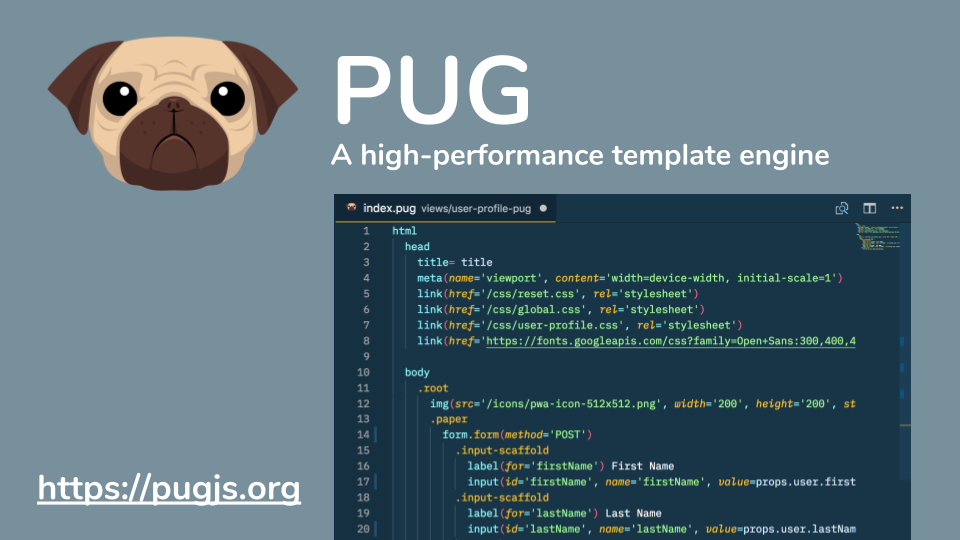 PUG
A high-performance template engine
index.pug views/user-profile-pug
1 html
2 head
3 title= title
4 meta(name='viewport', content='width=device-width, initial-scale=1')
5 link(href='/css/reset.css', rel='stylesheet')
6 link(href='/css/global.css', rel='stylesheet')
7 link(href='/css/user-profile.css', rel='stylesheet')
8 link(href='https://fonts.googleapis.com/css?family=Open+Sans:300,400,4
9
10 body
11 .root
12 img(src='/icons/pwa-icon-512x512.png', width='200', height='200', st
13 .paper
14 form.form(method='POST')
15 .input-scaffold
16 label(for='firstName') First Name
17 input(id='firstName', name='firstName', value=props.user.first
18 .input-scaffold
19 label(for='lastName') Last Name
20 input(id='lastName', name='lastName', value=props.user.lastNam
https://pugjs.org